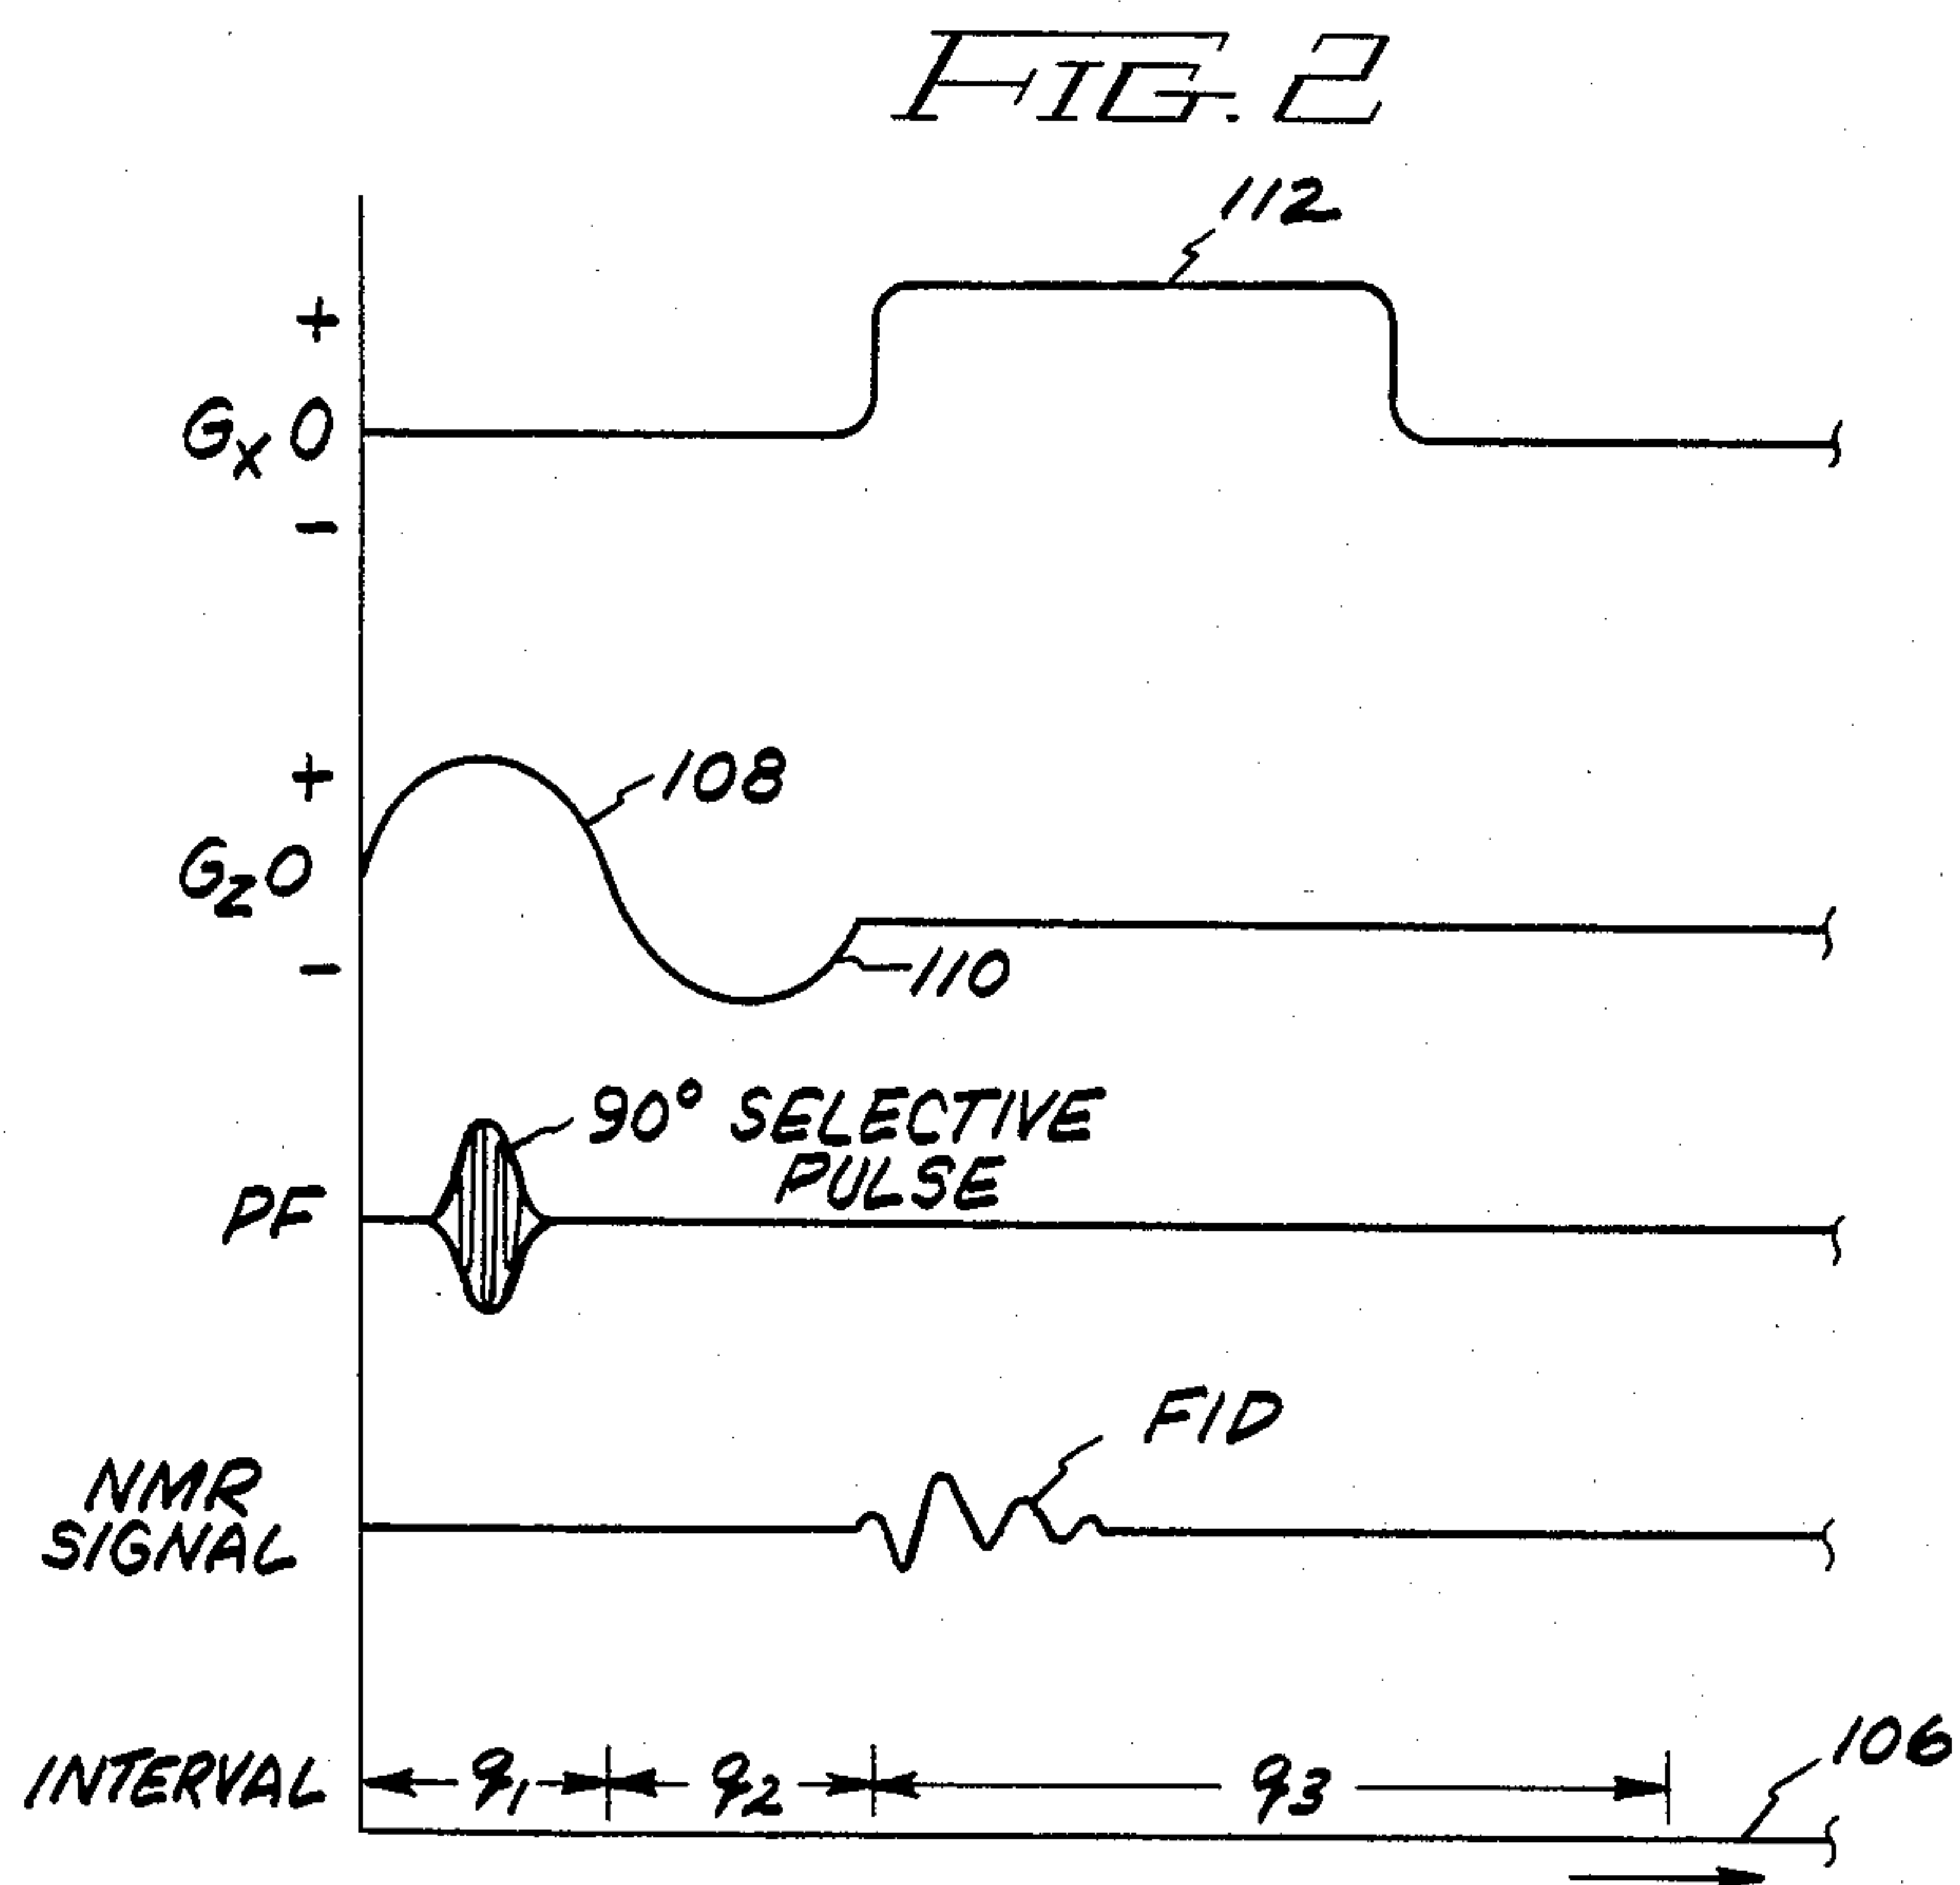 FIG. 2
112
+
Gx 0
-
+
108
Gz 0
-
110
90° SELECTIVE
PULSE
PF
FID
NMR
SIGNAL
INTERVAL
q1
q2
q3
106